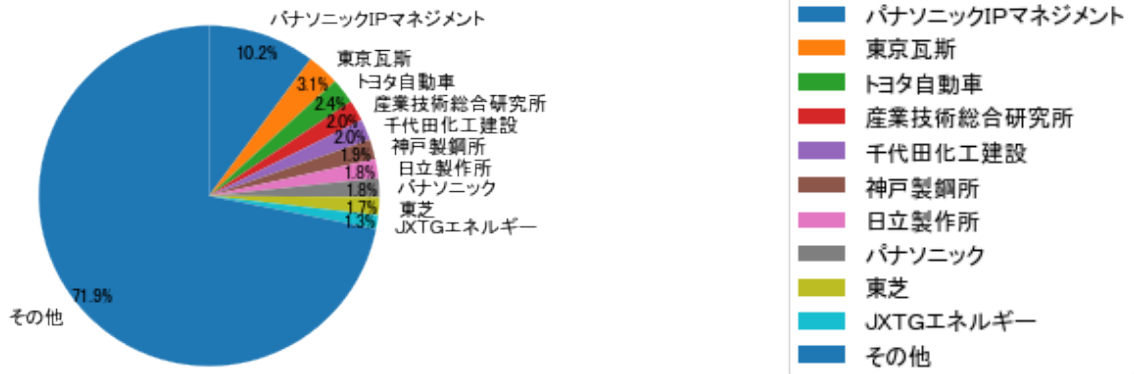 パナソニックIPマネジメント
10.2%
東京瓦斯
3.1%
トヨタ自動車
2.4%
産業技術総合研究所
2.0%
千代田化工建設
2.0%
神戸製鋼所
1.9%
日立製作所
1.8%
パナソニック
1.8%
東芝
1.7%
JXTGエネルギー
1.3%
71.9%
その他
パナソニックIPマネジメント
東京瓦斯
トヨタ自動車
産業技術総合研究所
千代田化工建設
神戸製鋼所
日立製作所
パナソニック
東芝
JXTGエネルギー
その他